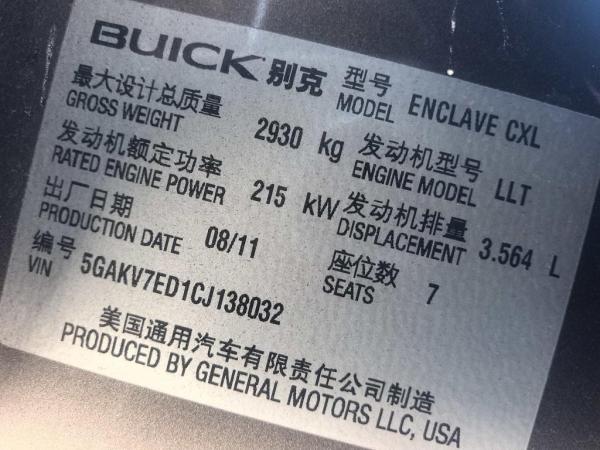 BUICK 别克 型号 MODEL ENCLAVE CXL
最大设计总质量 GROSS WEIGHT 2930 kg 发动机型号 ENGINE MODEL LLT
发动机额定功率 RATED ENGINE POWER 215 kW 发动机排量 DISPLACEMENT 3.564 L
出厂日期 PRODUCTION DATE 08/11 座位数 SEATS 7
编号 VIN 5GAKV7ED1CJ138032
美国通用汽车有限责任公司制造
PRODUCED BY GENERAL MOTORS LLC, USA